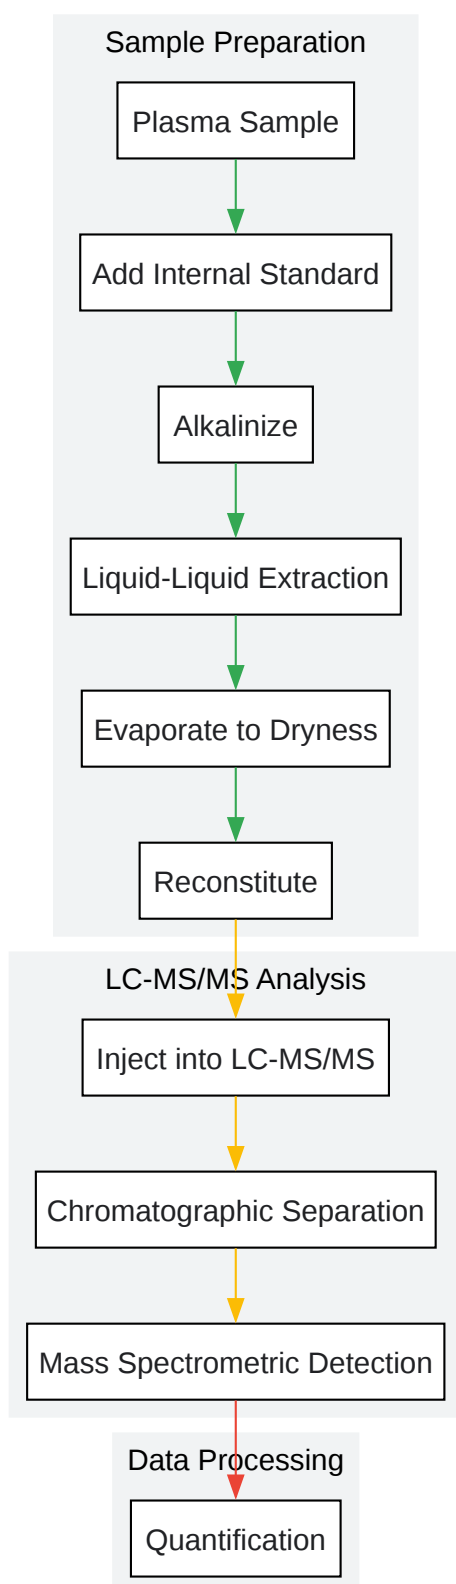 Sample Preparation
Plasma Sample
Add Internal Standard
Alkalinize
Liquid-Liquid Extraction
Evaporate to Dryness
Reconstitute
LC-MS/MS Analysis
Inject into LC-MS/MS
Chromatographic Separation
Mass Spectrometric Detection
Data Processing
Quantification